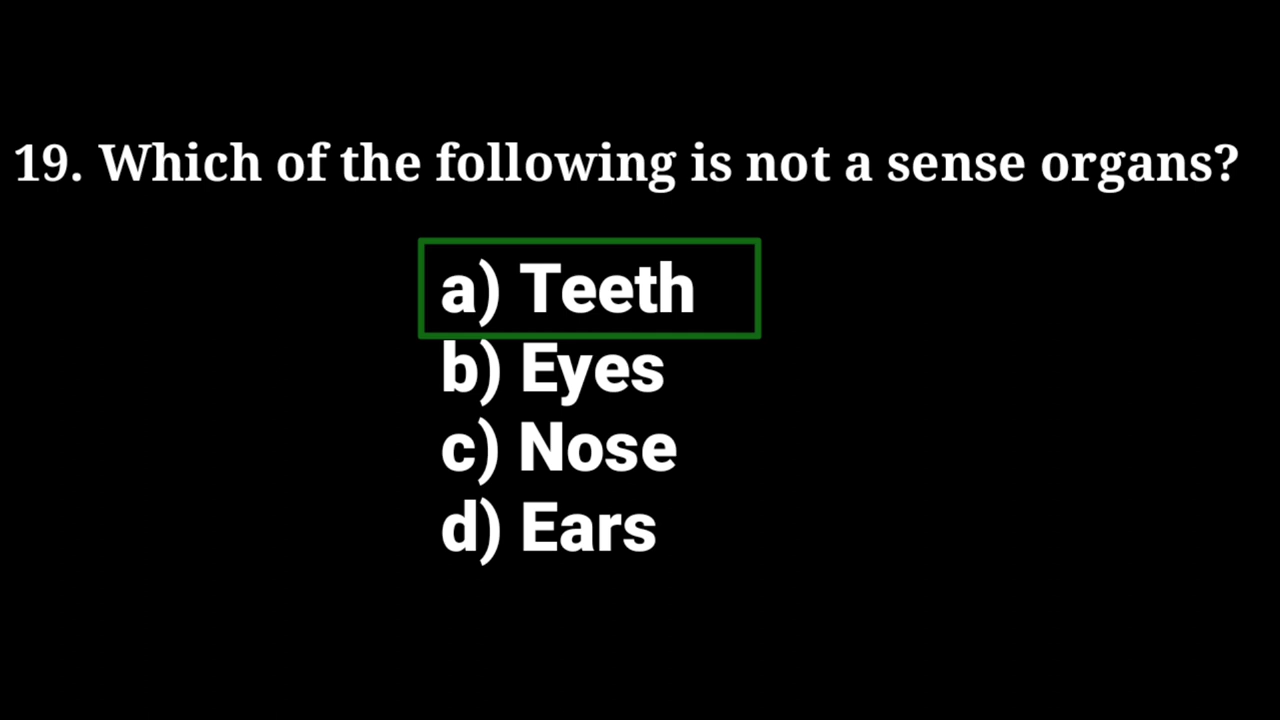 19. Which of the following is not a sense organs?
a) Teeth
b) Eyes
c) Nose
d) Ears